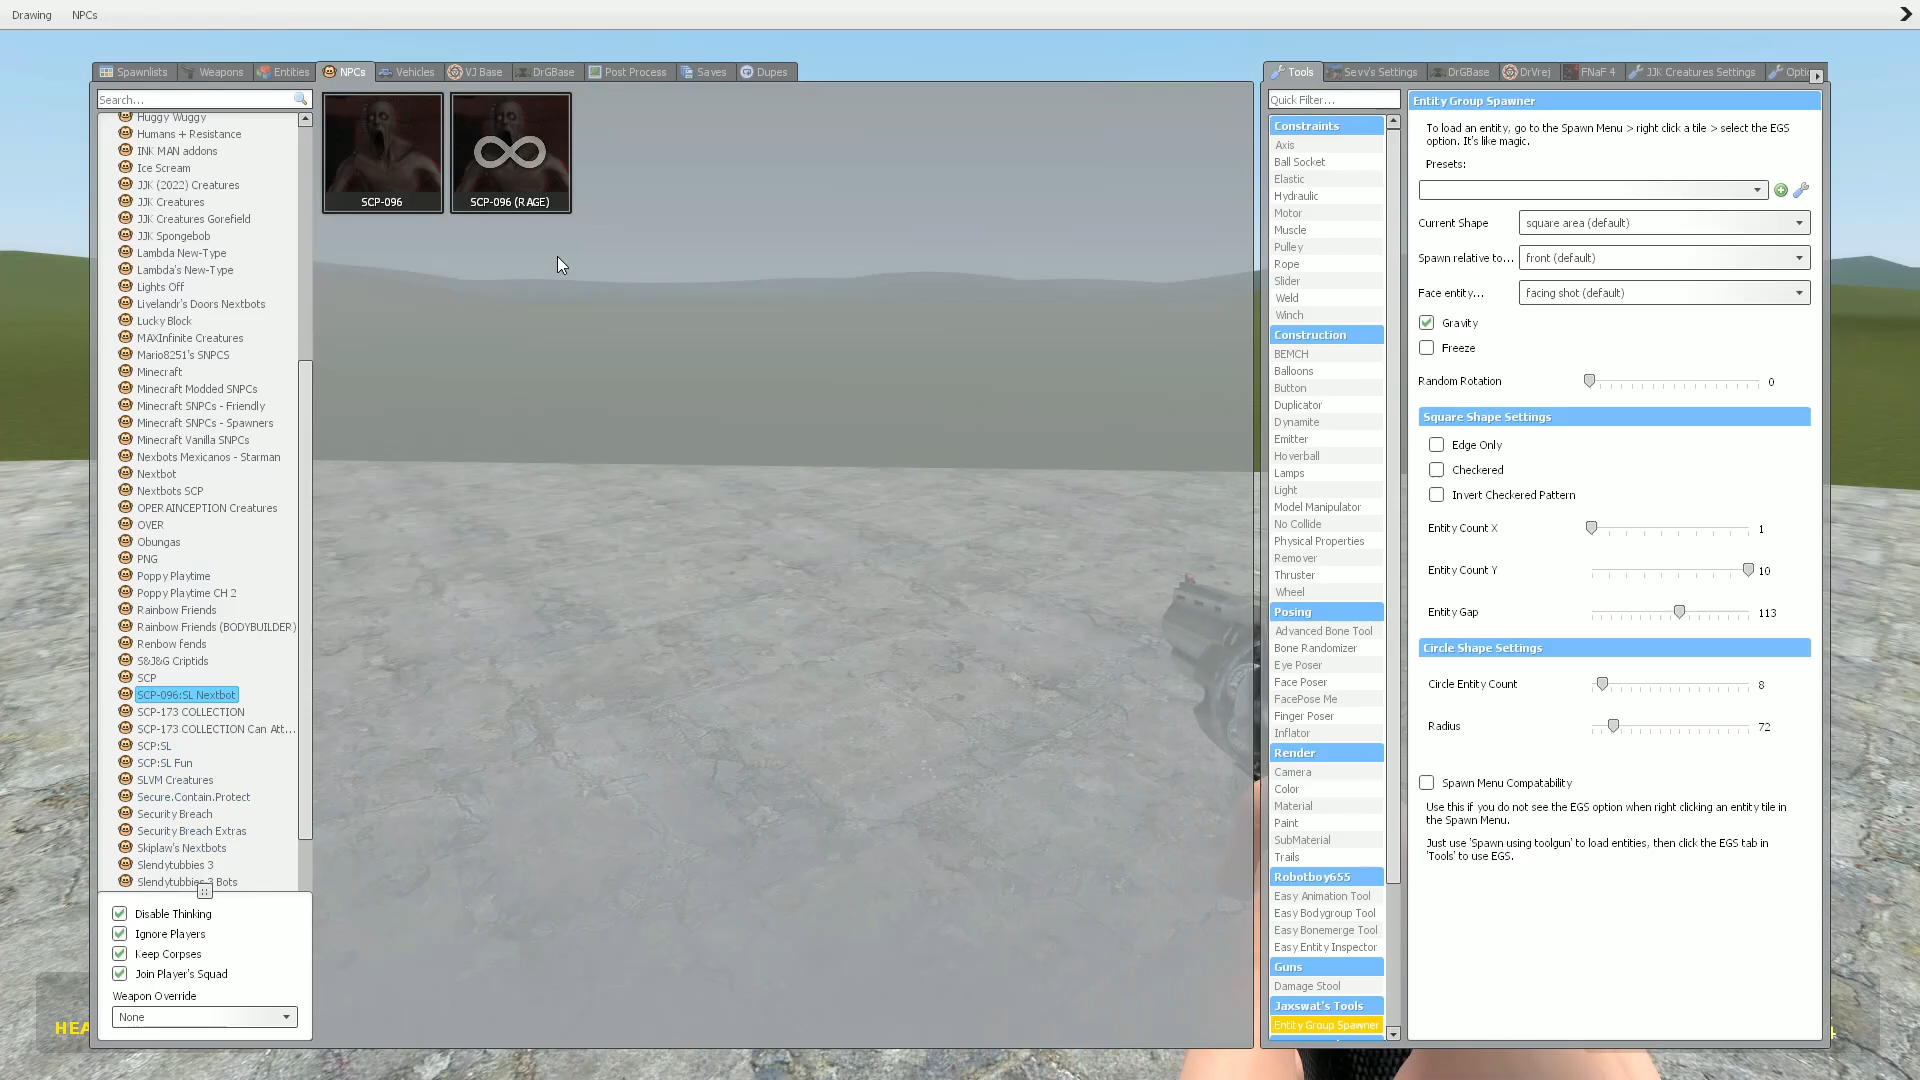 Drawing NPCs
Spawnlists Weapons Entities NPCs Vehicles VJ Base DrGBase Post Process Saves Dupes
Search...
Huggy Wuggy
Humans + Resistance
INK MAN addons
Ice Scream
JJK (2022) Creatures
JJK Creatures
JJK Creatures Gorefield
JJK Spongebob
Lambda New-Type
Lambda's New-Type
Lights Off
Livelandr's Doors Nextbots
Lucky Block
MAXInfinite Creatures
Mario8251's SNPCS
Minecraft
Minecraft Modded SNPCs
Minecraft SNPCs - Friendly
Minecraft SNPCs - Spawners
Minecraft Vanilla SNPCs
Nexbots Mexicanos - Starman
Nextbot
Nextbots SCP
OPERAINCEPTION Creatures
OVER
Obungas
PNG
Poppy Playtime
Poppy Playtime CH 2
Rainbow Friends
Rainbow Friends (BODYBUILDER)
Renbow fends
S&J&G Criptids
SCP
SCP-096:SL Nextbot
SCP-173 COLLECTION
SCP-173 COLLECTION Can Att...
SCP:SL
SCP:SL Fun
SLVM Creatures
Secure.Contain.Protect
Security Breach
Security Breach Extras
Skiplaw's Nextbots
Slendytubbies 3
Slendytubbies 3 Bots
Disable Thinking
Ignore Players
Keep Corpses
Join Player's Squad
Weapon Override
None
HEA
SCP-096
SCP-096 (RAGE)
Tools Sevv's Settings DrGBase DrVrej FNaF 4 JJK Creatures Settings Optio
Quick Filter...
Constraints
Axis
Ball Socket
Elastic
Hydraulic
Motor
Muscle
Pulley
Rope
Slider
Weld
Winch
Construction
BEMCH
Balloons
Button
Duplicator
Dynamite
Emitter
Hoverball
Lamps
Light
Model Manipulator
No Collide
Physical Properties
Remover
Thruster
Wheel
Posing
Advanced Bone Tool
Bone Randomizer
Eye Poser
Face Poser
FacePose Me
Finger Poser
Inflator
Render
Camera
Color
Material
Paint
SubMaterial
Trails
Robotboy655
Easy Animation Tool
Easy Bodygroup Tool
Easy Bonemerge Tool
Easy Entity Inspector
Guns
Damage Stool
Jaxswat's Tools
Entity Group Spawner
Entity Group Spawner
To load an entity, go to the Spawn Menu > right click a tile > select the EGS
option. It's like magic.
Presets:
Current Shape square area (default)
Spawn relative to... front (default)
Face entity... facing shot (default)
Gravity
Freeze
Random Rotation 0
Square Shape Settings
Edge Only
Checkered
Invert Checkered Pattern
Entity Count X 1
Entity Count Y 10
Entity Gap 113
Circle Shape Settings
Circle Entity Count 8
Radius 72
Spawn Menu Compatability
Use this if you do not see the EGS option when right clicking an entity tile in
the Spawn Menu.
Just use 'Spawn using toolgun' to load entities, then click the EGS tab in
'Tools' to use EGS.